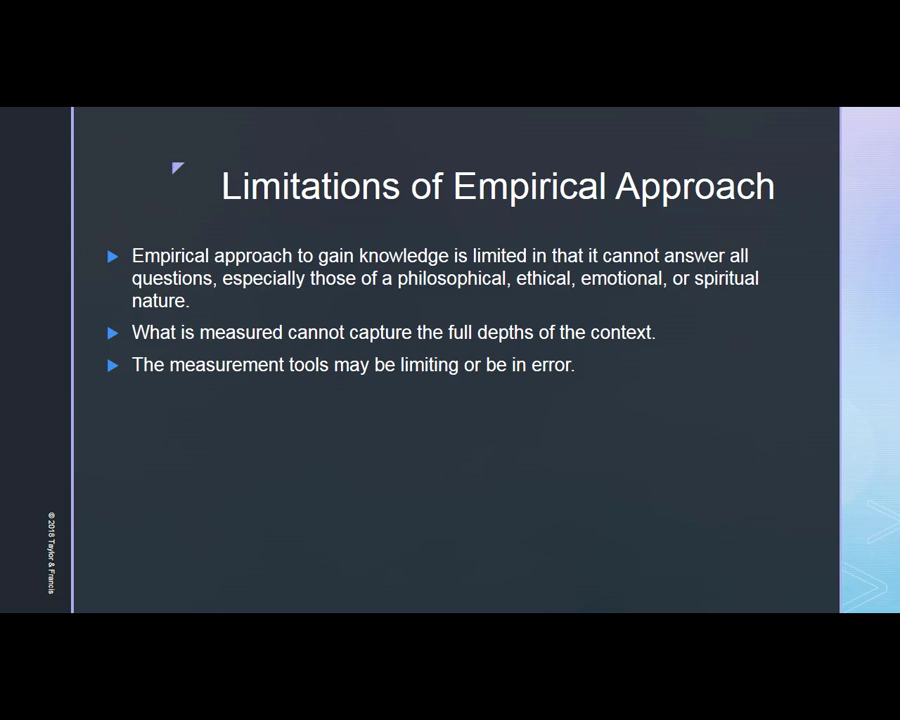 Limitations of Empirical Approach
Empirical approach to gain knowledge is limited in that it cannot answer all
questions, especially those of a philosophical, ethical, emotional, or spiritual
nature.
What is measured cannot capture the full depths of the context.
The measurement tools may be limiting or be in error.
© 2018 Taylor & Francis